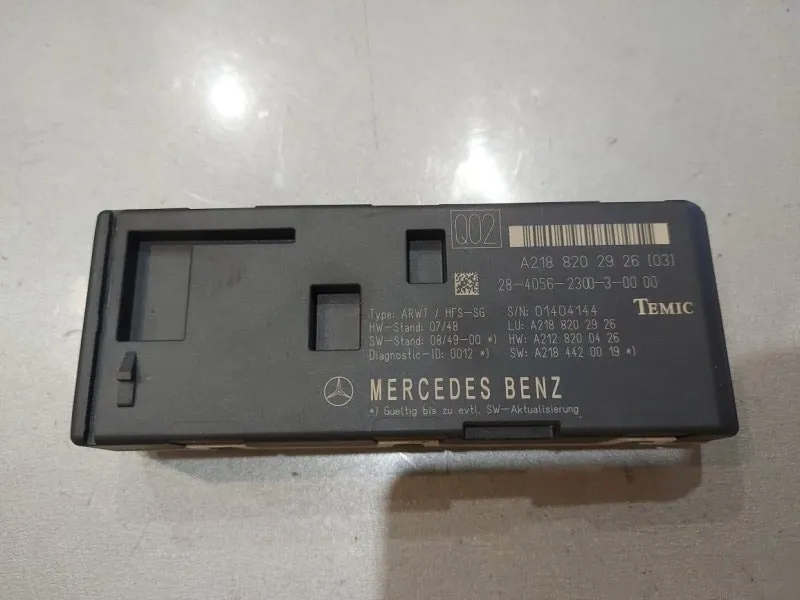 Q02
A218 820 29 26 [03]
28-4056-2300-3-00 00
Type: ARWT / HFS-SG
S/N: 01404144
TEMIC
HW-Stand: 07/48
LU: A218 820 29 26
SW-Stand: 08/49-00 *)
HW: A212 820 04 26
Diagnostic-ID: 0012 *)
SW: A218 442 00 19 *)
MERCEDES BENZ
*) Gueltig bis zu evtl. SW-Aktualisierung